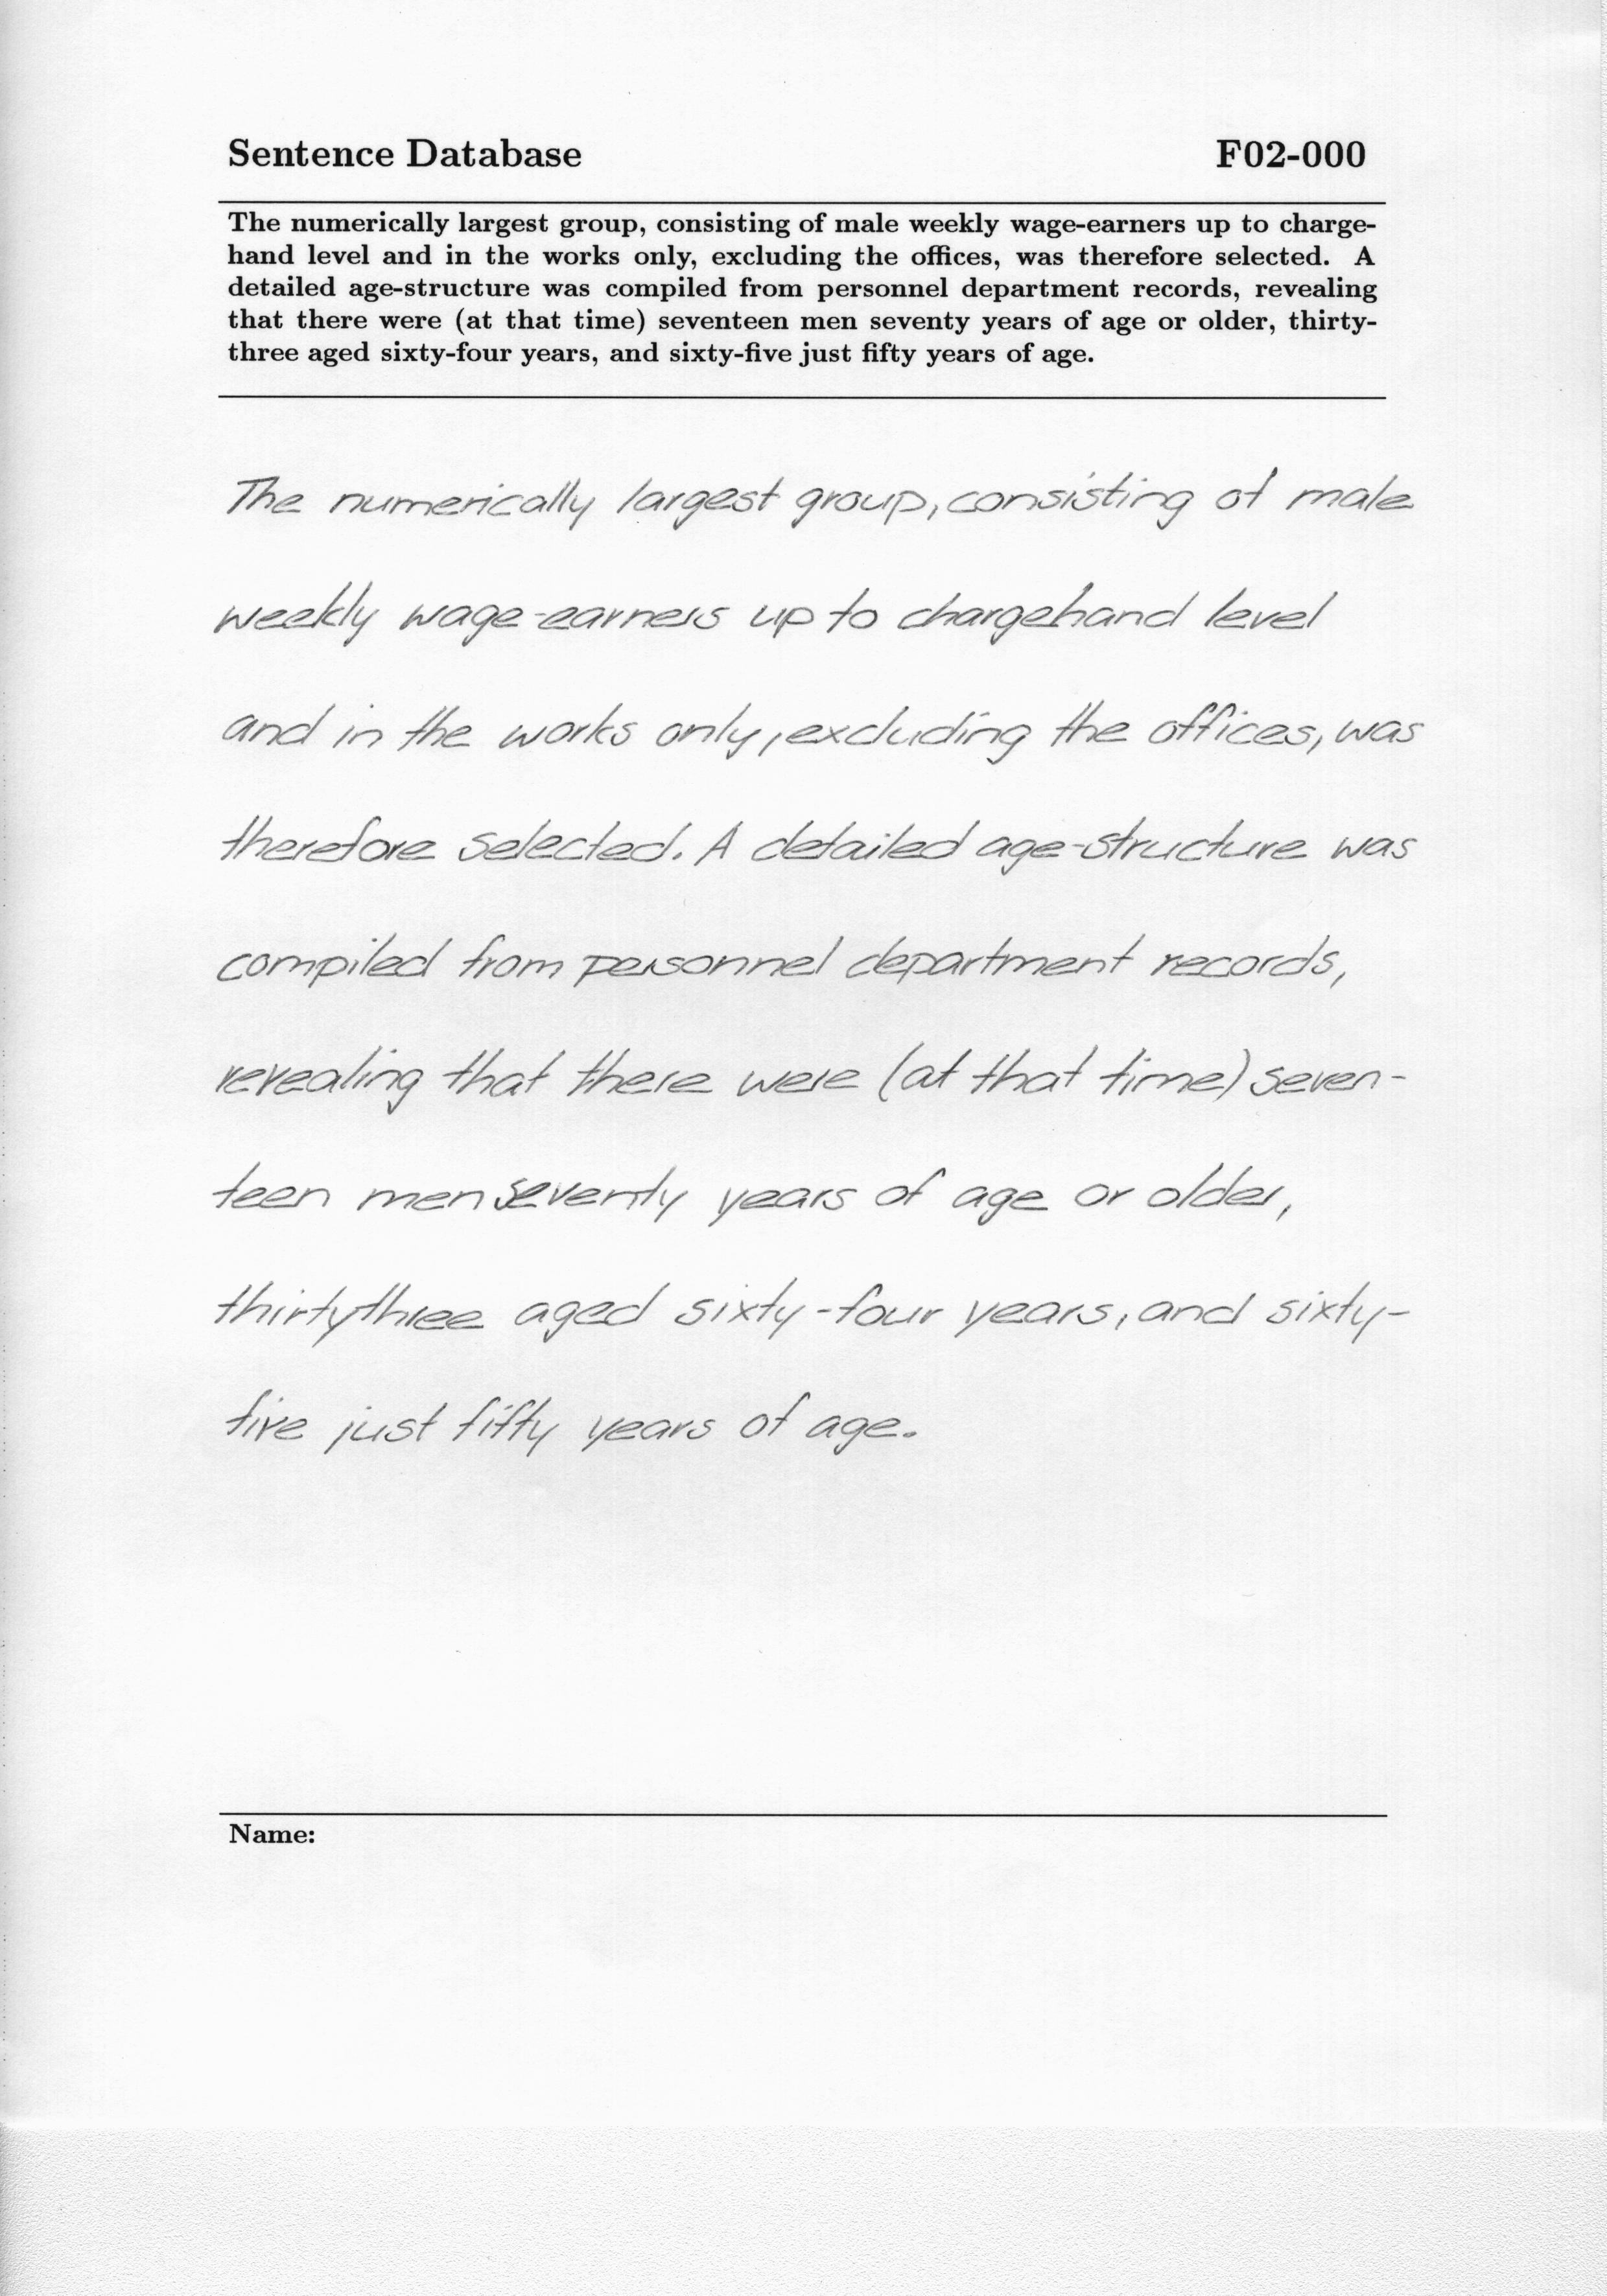 Sentence Database F02-000
The numerically largest group, consisting of male weekly wage-earners up to charge-
hand level and in the works only, excluding the offices, was therefore selected. A
detailed age-structure was compiled from personnel department records, revealing
that there were (at that time) seventeen men seventy years of age or older, thirty-
three aged sixty-four years, and sixty-five just fifty years of age.
The numerically largest group, consisting of male
weekly wage-earners up to chargehand level
and in the works only, excluding the offices, was
therefore selected. A detailed age-structure was
compiled from personnel department records,
revealing that there were (at that time) seven-
teen men seventy years of age or older,
thirtythree aged sixty-four years, and sixty-
five just fifty years of age.
Name: